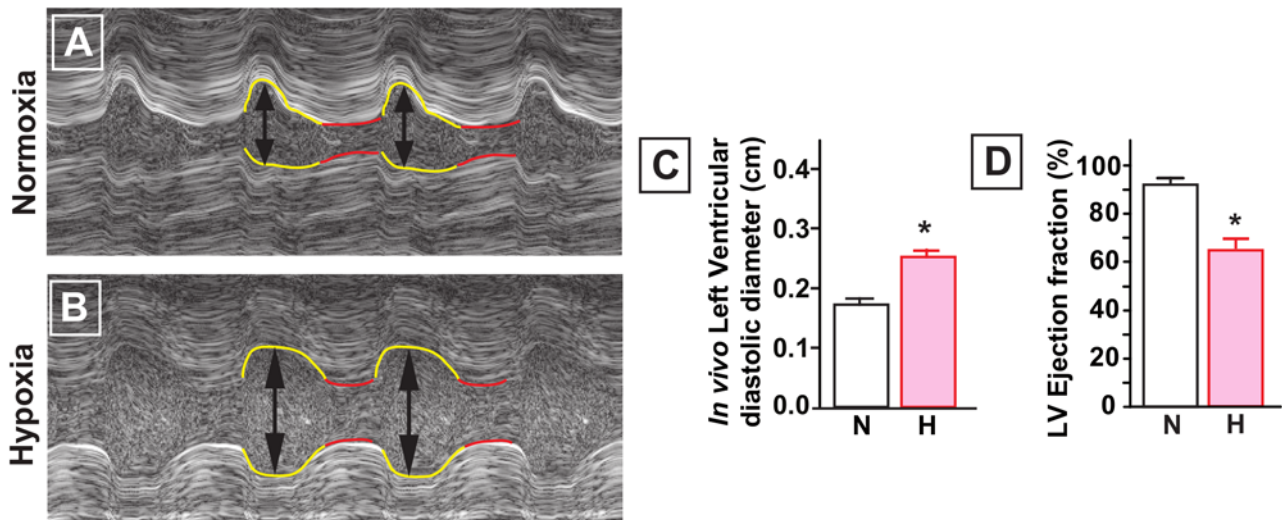 A
Normoxia
B
Hypoxia
C
In vivo Left Ventricular
diastolic diameter (cm)
0.4
0.3
0.2
0.1
0.0
*
N H
D
LV Ejection fraction (%)
100
80
60
40
20
0
*
N H